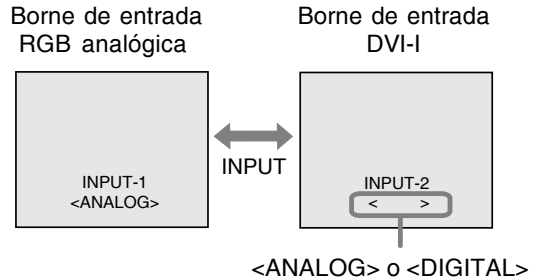 Borne de entrada
RGB analógica
Borne de entrada
DVI-I
INPUT-1
<ANALOG>
INPUT
INPUT-2
< >
<ANALOG> o <DIGITAL>